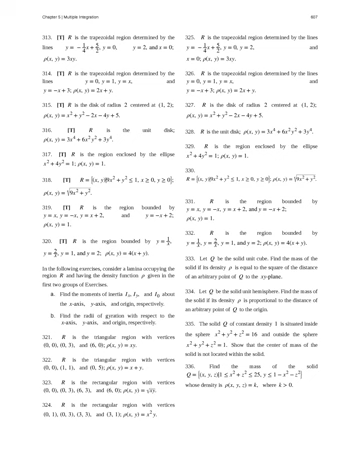 Chapter 5 | Multiple Integration 607
313. [T] R is the trapezoidal region determined by the
lines y = −1/4 x + 5/2, y = 0, y = 2, and x = 0;
ρ(x, y) = 3xy.
314. [T] R is the trapezoidal region determined by the
lines y = 0, y = 1, y = x, and
y = −x + 3; ρ(x, y) = 2x + y.
315. [T] R is the disk of radius 2 centered at (1, 2);
ρ(x, y) = x² + y² − 2x − 4y + 5.
316. [T] R is the unit disk;
ρ(x, y) = 3x⁴ + 6x² y² + 3y⁴.
317. [T] R is the region enclosed by the ellipse
x² + 4y² = 1; ρ(x, y) = 1.
318. [T] R = {(x, y)|9x² + y² ≤ 1, x ≥ 0, y ≥ 0};
ρ(x, y) = √9x² + y².
319. [T] R is the region bounded by
y = x, y = −x, y = x + 2, and y = −x + 2;
ρ(x, y) = 1.
320. [T] R is the region bounded by y = 1/x,
y = 2/x, y = 1, and y = 2; ρ(x, y) = 4(x + y).
In the following exercises, consider a lamina occupying the
region R and having the density function ρ given in the
first two groups of Exercises.
a. Find the moments of inertia Iₓ, I_y, and I₀ about
the x-axis, y-axis, and origin, respectively.
b. Find the radii of gyration with respect to the
x-axis, y-axis, and origin, respectively.
321. R is the triangular region with vertices
(0, 0), (0, 3), and (6, 0); ρ(x, y) = xy.
322. R is the triangular region with vertices
(0, 0), (1, 1), and (0, 5); ρ(x, y) = x + y.
323. R is the rectangular region with vertices
(0, 0), (0, 3), (6, 3), and (6, 0); ρ(x, y) = √xy.
324. R is the rectangular region with vertices
(0, 1), (0, 3), (3, 3), and (3, 1); ρ(x, y) = x² y.
325. R is the trapezoidal region determined by the
lines y = −1/4 x + 5/2, y = 0, y = 2, and
x = 0; ρ(x, y) = 3xy.
326. R is the trapezoidal region determined by the
lines y = 0, y = 1, y = x, and
y = −x + 3; ρ(x, y) = 2x + y.
327. R is the disk of radius 2 centered at (1, 2);
ρ(x, y) = x² + y² − 2x − 4y + 5.
328. R is the unit disk; ρ(x, y) = 3x⁴ + 6x² y² + 3y⁴.
329. R is the region enclosed by the ellipse
x² + 4y² = 1; ρ(x, y) = 1.
330.
R = {(x, y)|9x² + y² ≤ 1, x ≥ 0, y ≥ 0}; ρ(x, y) = √9x² + y².
331. R is the region bounded by
y = x, y = −x, y = x + 2, and y = −x + 2;
ρ(x, y) = 1.
332. R is the region bounded by
y = 1/x, y = 2/x, y = 1, and y = 2; ρ(x, y) = 4(x + y).
333. Let Q be the solid unit cube. Find the mass of the
solid if its density ρ is equal to the square of the distance
of an arbitrary point of Q to the xy-plane.
334. Let Q be the solid unit hemisphere. Find the mass of
the solid if its density ρ is proportional to the distance of
an arbitrary point of Q to the origin.
335. The solid Q of constant density 1 is situated inside
the sphere x² + y² + z² = 16 and outside the sphere
x² + y² + z² = 1. Show that the center of mass of the
solid is not located within the solid.
336. Find the mass of the solid
Q = {(x, y, z)|1 ≤ x² + z² ≤ 25, y ≤ 1 − x² − z²}
whose density is ρ(x, y, z) = k, where k > 0.